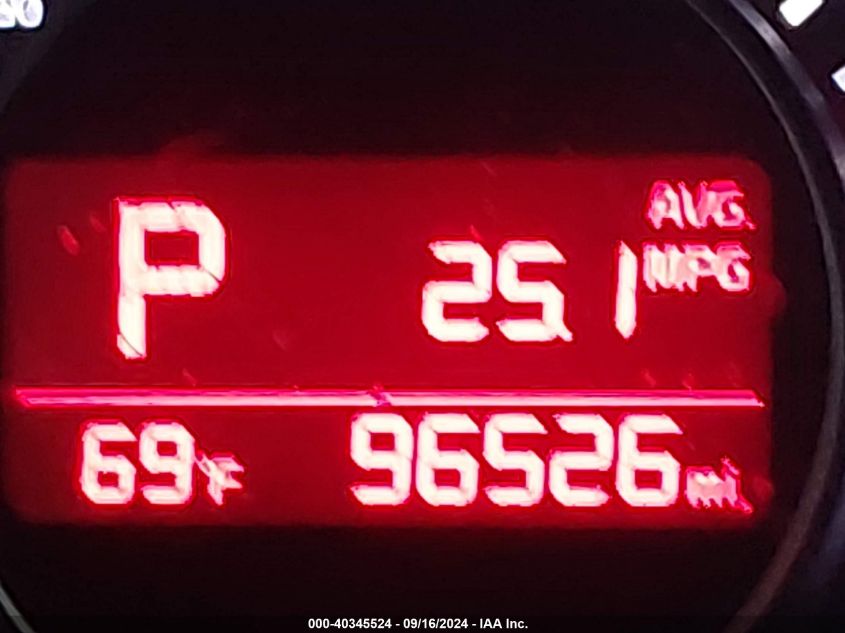 P
AVG.
25.1 MPG
69°F 96526 mi.
000-40345524 - 09/16/2024 - IAA Inc.